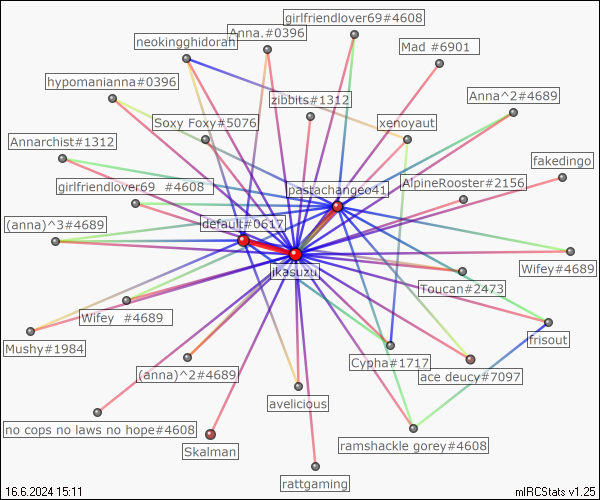 girlfriendlover69#4608
Anna.#0396
neokingghidorah
Mad #6901
hypomanianna#0396
zibbits#1312
Anna^2#4689
Soxy Foxy#5076
xenoyaut
Annarchist#1312
fakedingo
girlfriendlover69 #4608
pastachangeo41
AlpineRooster#2156
(anna)^3#4689
default#0617
ikasuzu
Wifey#4689
Toucan#2473
Wifey #4689
frisout
Mushy#1984
Cypha#1717
(anna)^2#4689
ace deucy#7097
avelicious
no cops no laws no hope#4608
Skalman
ramshackle gorey#4608
rattgaming
16.6.2024 15:11
mIRCStats v1.25